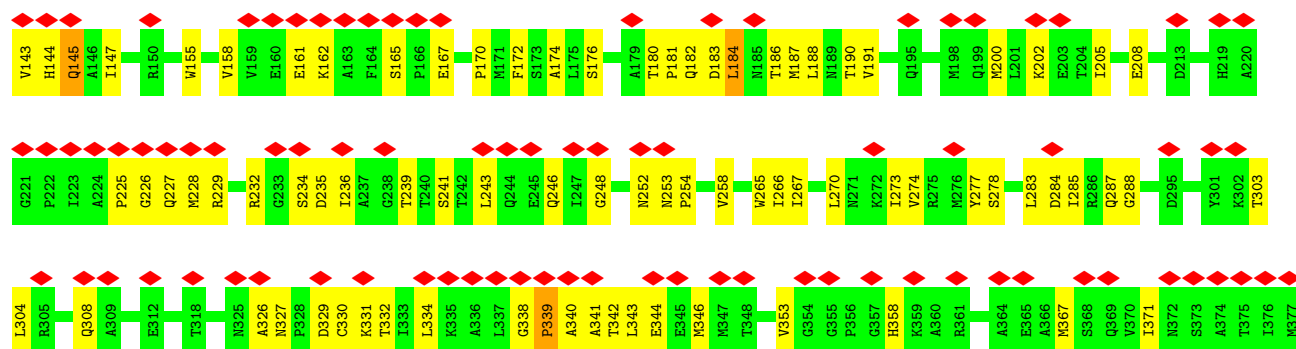 V143 H144 Q145 A146 I147 R150 W155 V158 V159 E160 E161 K162 A163 F164 S165 P166 E167 P170 M171 F172 S173 A174 L175 S176 A179 T180 P181 Q182 D183 L184 N185 T186 M187 L188 N189 T190 V191 Q195 M198 Q199 M200 L201 K202 E203 T204 I205 E208 D213 H219 A220
G221 P222 I223 A224 P225 G226 Q227 M228 R229 R232 G233 S234 D235 I236 A237 G238 T239 T240 S241 T242 L243 Q244 E245 Q246 I247 G248 N252 N253 P254 V258 W265 I266 I267 L270 N271 K272 I273 V274 R275 M276 Y277 S278 L283 D284 I285 R286 Q287 G288 D295 Y301 K302 T303
L304 R305 Q308 A309 E312 T318 N325 A326 N327 P328 D329 C330 K331 T332 I333 L334 K335 A336 L337 G338 P339 A340 A341 T342 L343 E344 E345 M346 M347 T348 V353 G354 G355 P356 G357 H358 K359 A360 R361 A364 E365 A366 M367 S368 Q369 V370 I371 N372 S373 A374 T375 I376 M377